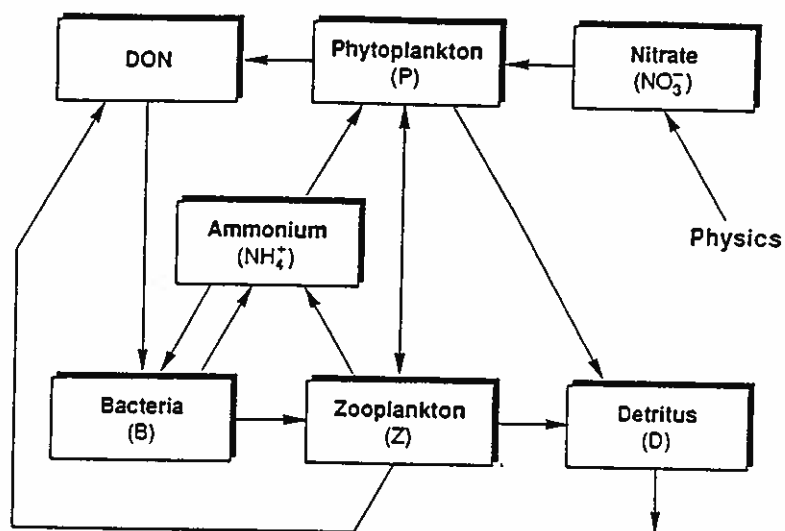 DON
Phytoplankton
(P)
Nitrate
(NO₃⁻)
Ammonium
(NH₄⁺)
Physics
Bacteria
(B)
Zooplankton
(Z)
Detritus
(D)